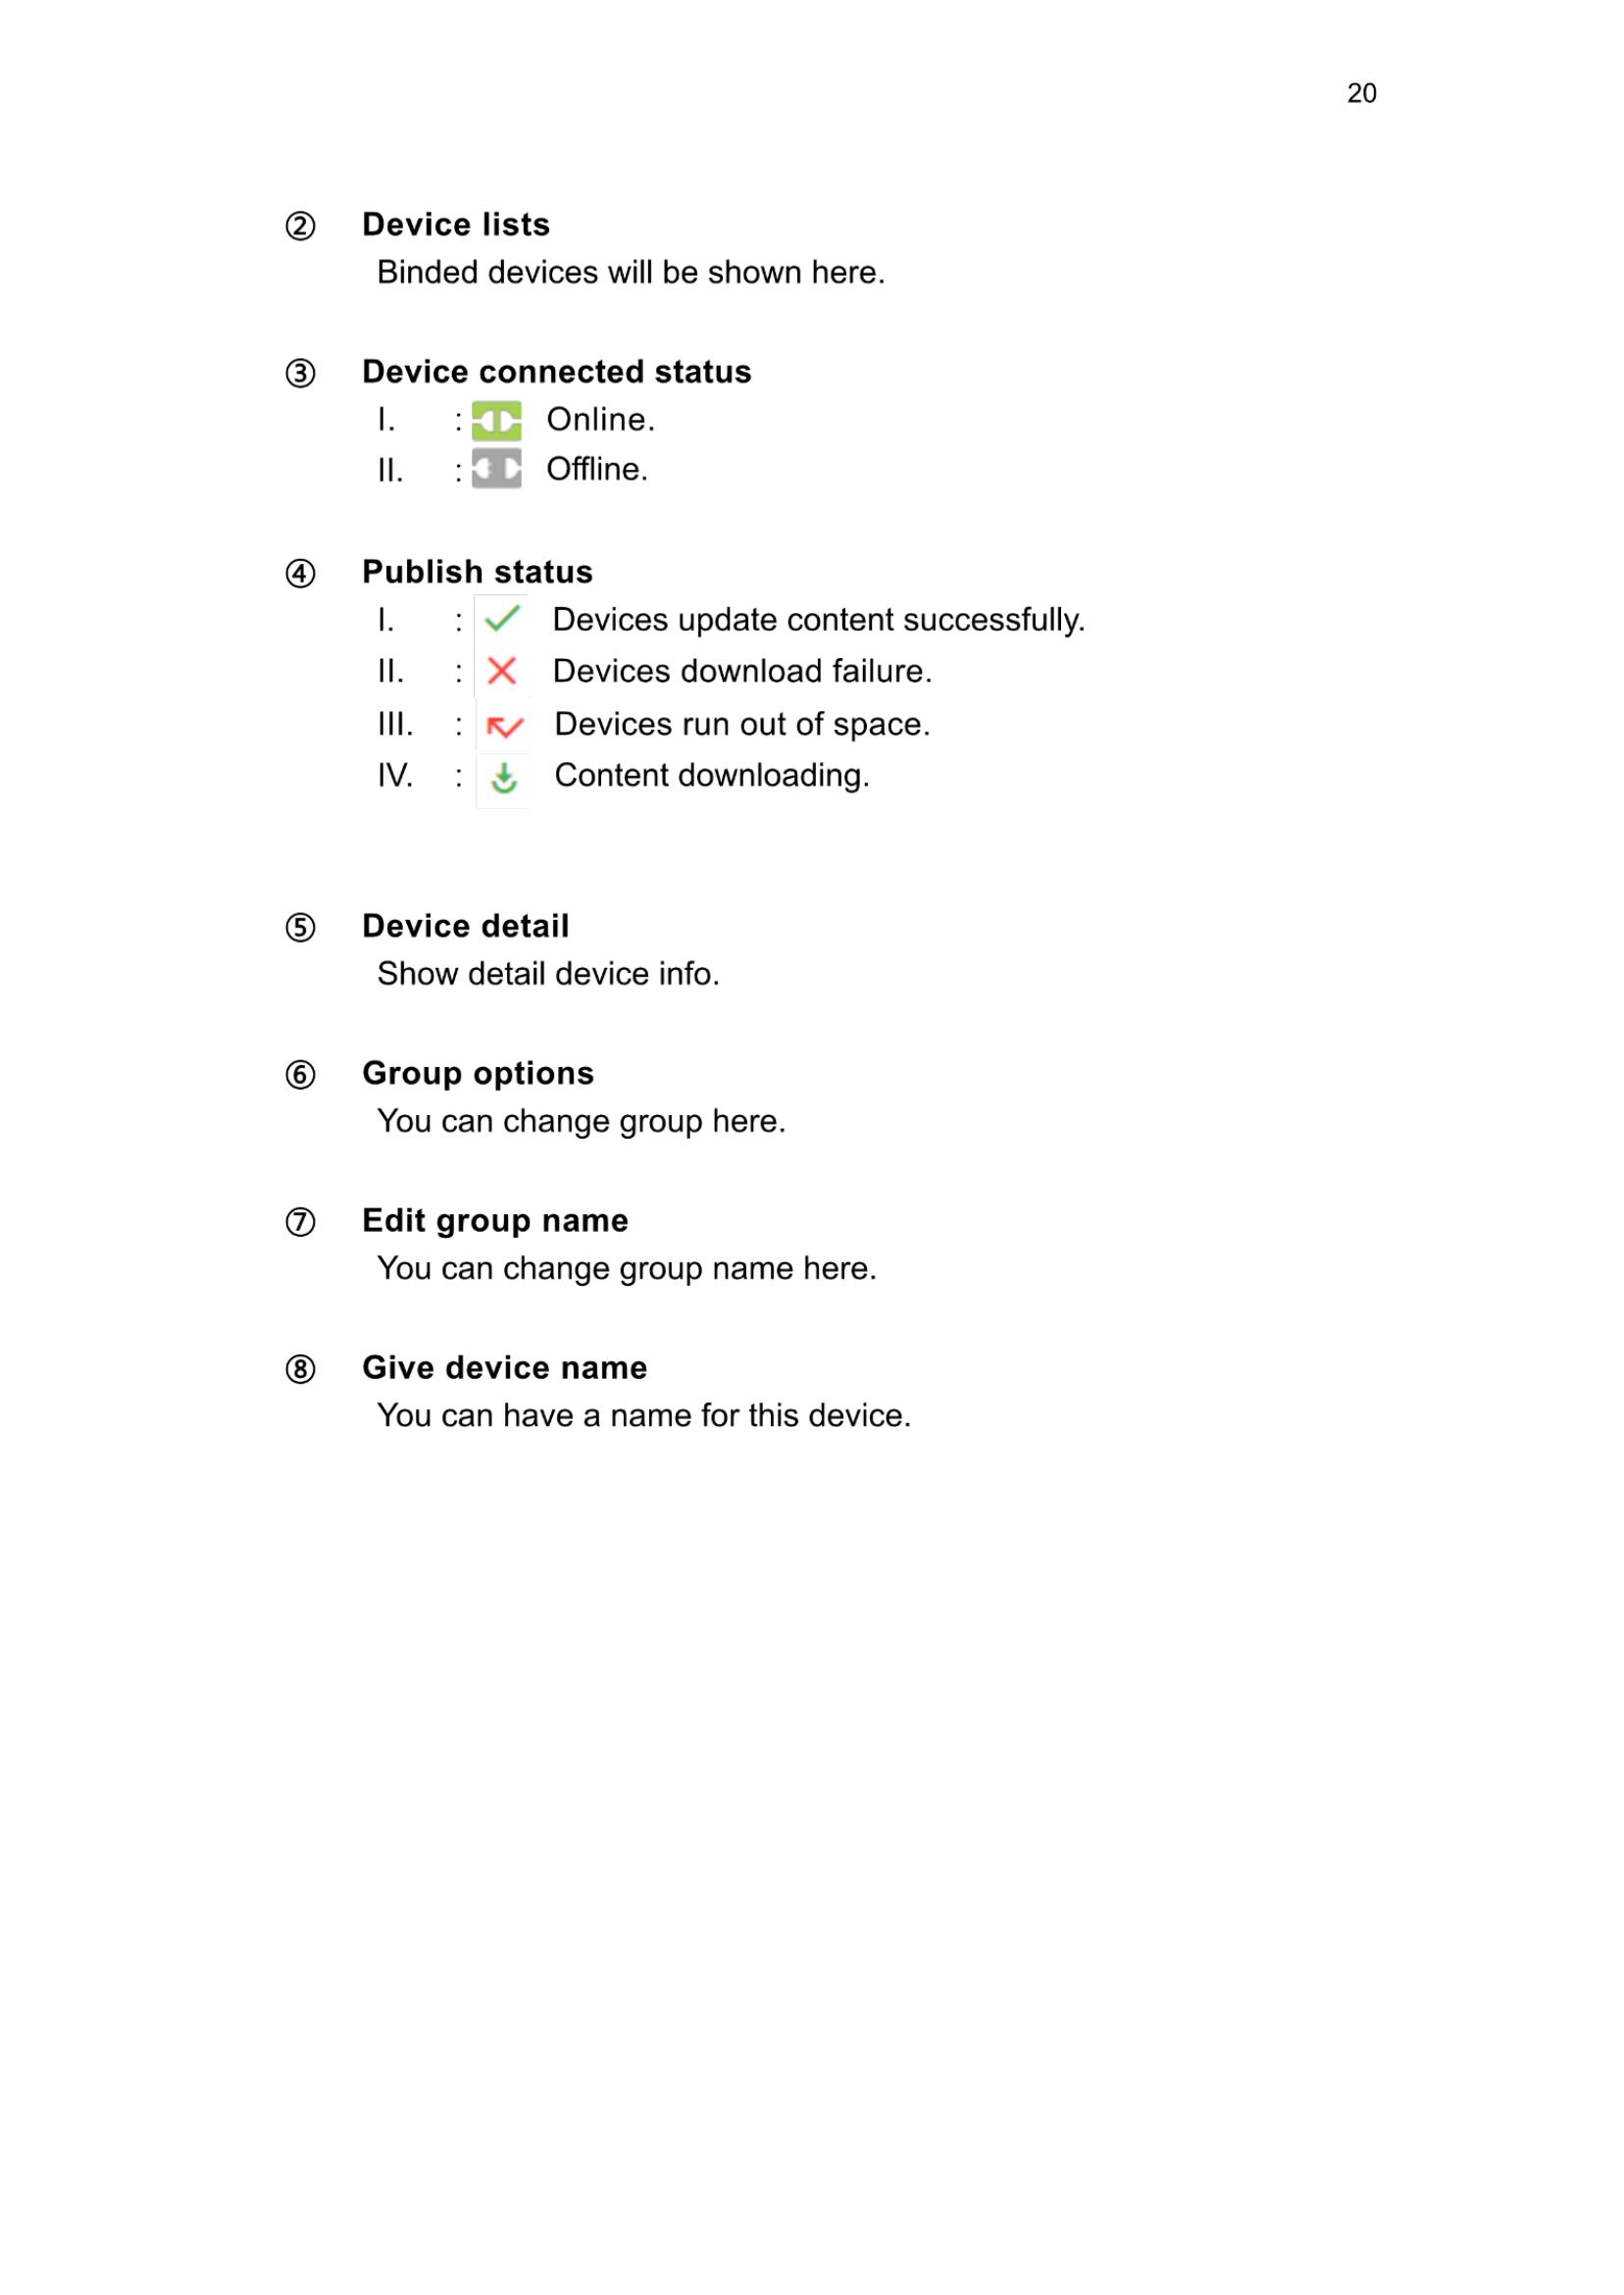 20
② Device lists
Binded devices will be shown here.
③ Device connected status
I. : Online.
II. : Offline.
④ Publish status
I. : Devices update content successfully.
II. : Devices download failure.
III. : Devices run out of space.
IV. : Content downloading.
⑤ Device detail
Show detail device info.
⑥ Group options
You can change group here.
⑦ Edit group name
You can change group name here.
⑧ Give device name
You can have a name for this device.